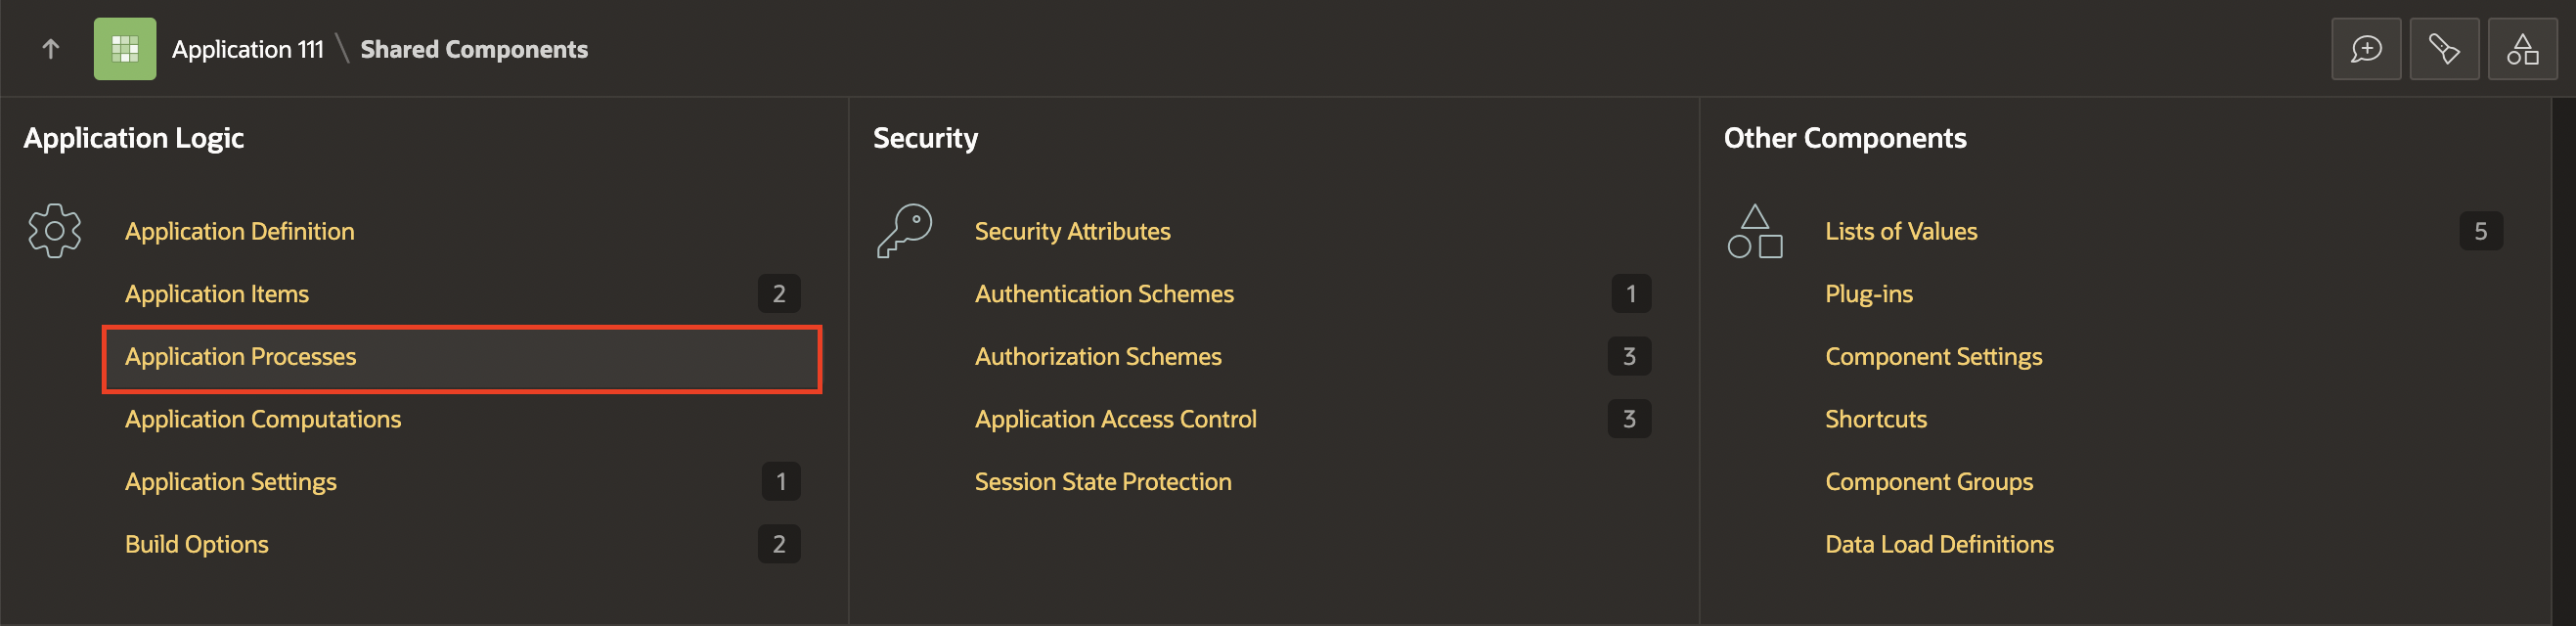 Application 111 \ Shared Components
Application Logic
Application Definition
Application Items 2
Application Processes
Application Computations
Application Settings 1
Build Options 2
Security
Security Attributes
Authentication Schemes 1
Authorization Schemes 3
Application Access Control 3
Session State Protection
Other Components
Lists of Values 5
Plug-ins
Component Settings
Shortcuts
Component Groups
Data Load Definitions